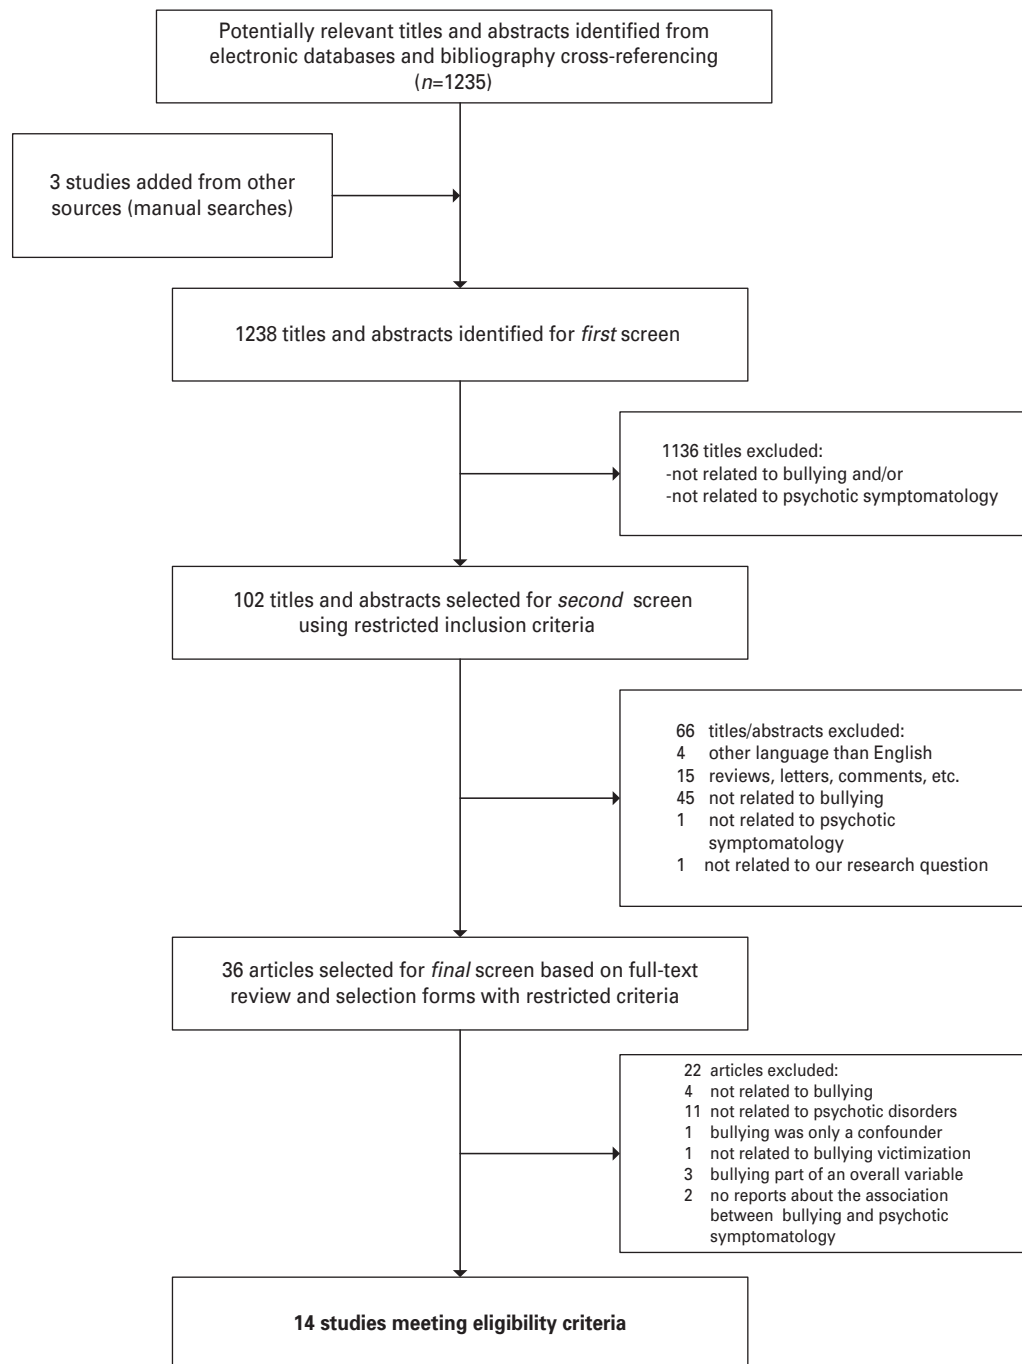 Potentially relevant titles and abstracts identified from
electronic databases and bibliography cross-referencing
(n=1235)
3 studies added from other
sources (manual searches)
1238 titles and abstracts identified for first screen
1136 titles excluded:
-not related to bullying and/or
-not related to psychotic symptomatology
102 titles and abstracts selected for second screen
using restricted inclusion criteria
66 titles/abstracts excluded:
4 other language than English
15 reviews, letters, comments, etc.
45 not related to bullying
1 not related to psychotic
symptomatology
1 not related to our research question
36 articles selected for final screen based on full-text
review and selection forms with restricted criteria
22 articles excluded:
4 not related to bullying
11 not related to psychotic disorders
1 bullying was only a confounder
1 not related to bullying victimization
3 bullying part of an overall variable
2 no reports about the association
between bullying and psychotic
symptomatology
14 studies meeting eligibility criteria